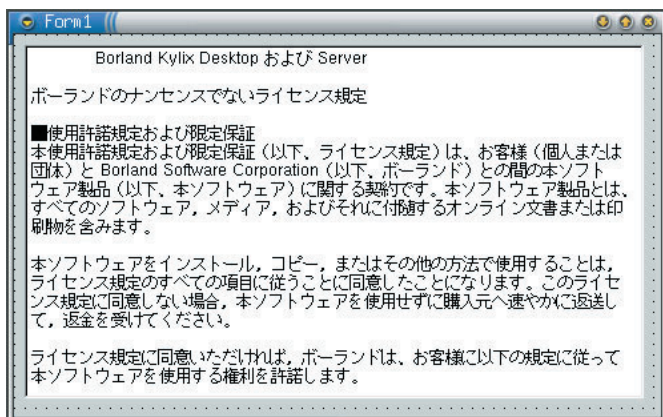 Form1
Borland Kylix Desktop および Server
ボーランドのナンセンスでないライセンス規定
■使用許諾規定および限定保証
本使用許諾規定および限定保証（以下、ライセンス規定）は、お客様（個人または
団体）と Borland Software Corporation（以下、ボーランド）との間の本ソフト
ウェア製品（以下、本ソフトウェア）に関する契約です。本ソフトウェア製品とは、
すべてのソフトウェア，メディア，およびそれに付随するオンライン文書または印
刷物を含みます。
本ソフトウェアをインストール，コピー，またはその他の方法で使用することは，
ライセンス規定のすべての項目に従うことに同意したことになります。このライセ
ンス規定に同意しない場合，本ソフトウェアを使用せずに購入元へ速やかに返送し
て，返金を受けてください。
ライセンス規定に同意いただければ，ボーランドは、お客様に以下の規定に従って
本ソフトウェアを使用する権利を許諾します。